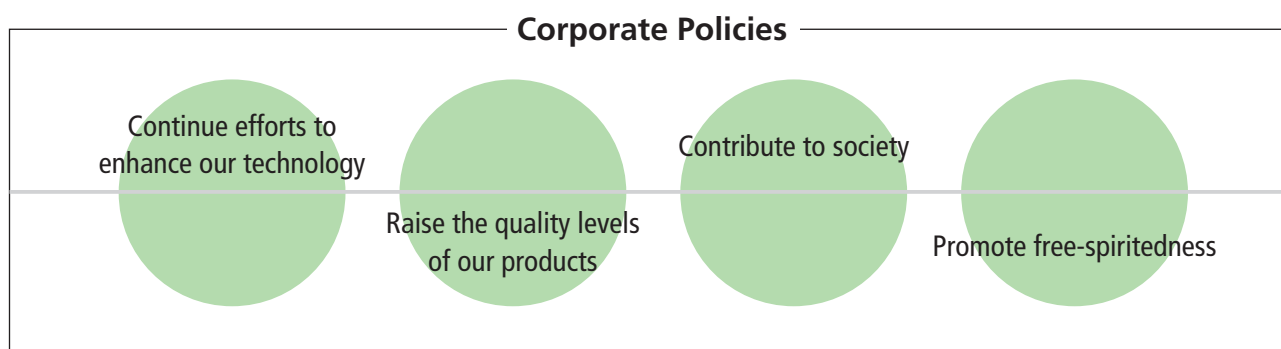 Corporate Policies
Continue efforts to
enhance our technology
Raise the quality levels
of our products
Contribute to society
Promote free-spiritedness